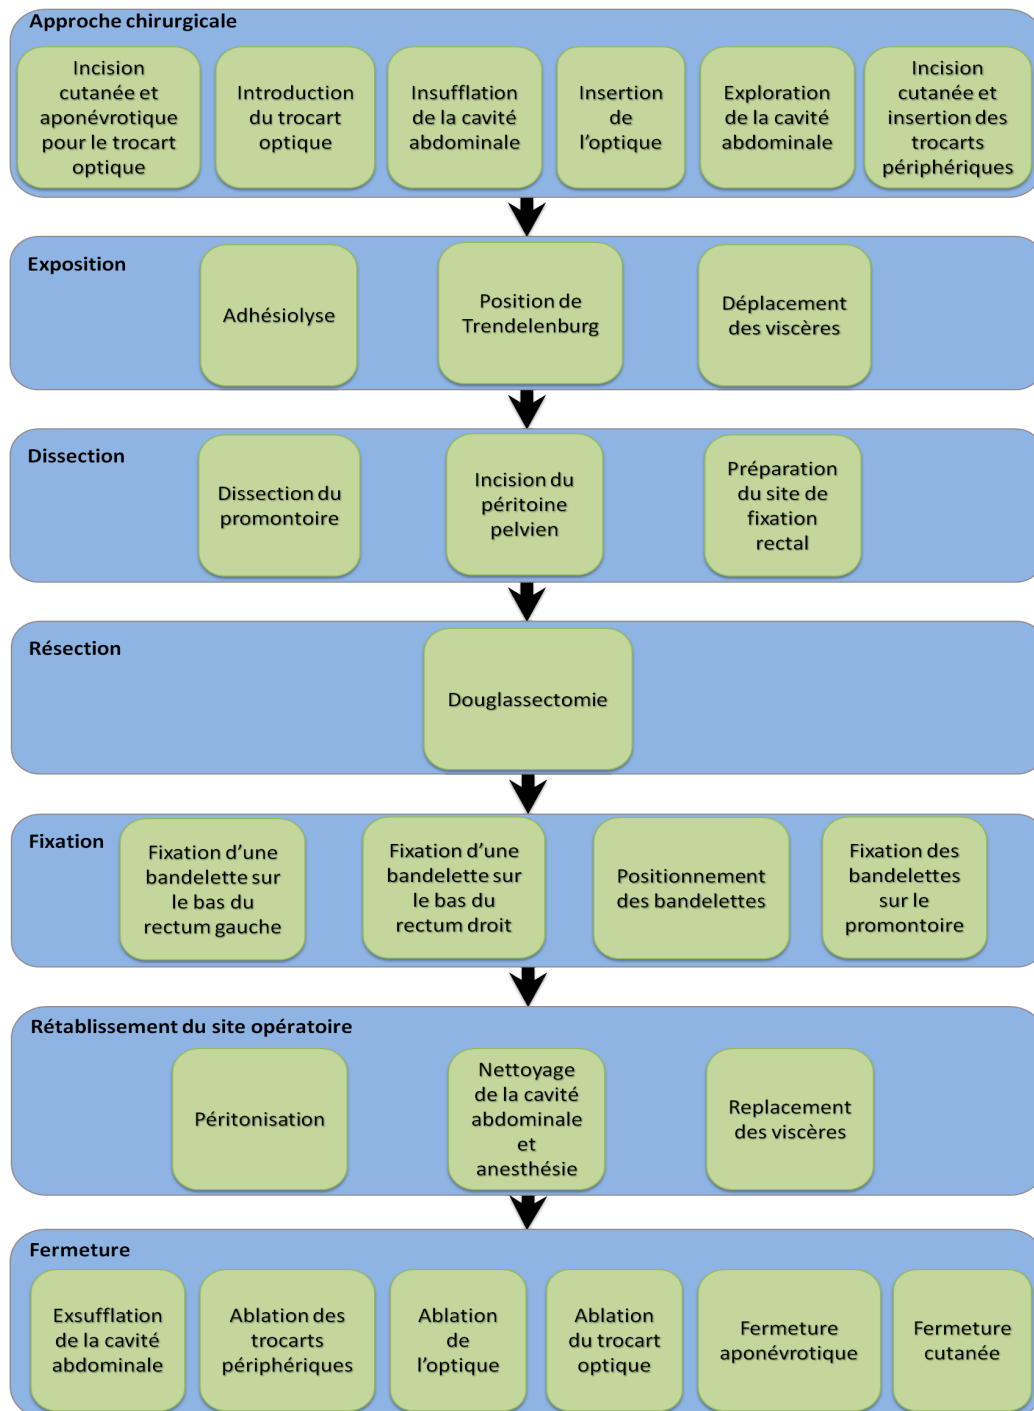 Approche chirurgicale
Incision
cutanée et
aponévrotique
pour le trocart
optique
Introduction
du trocart
optique
Insufflation
de la cavité
abdominale
Insertion
de
l’optique
Exploration
de la cavité
abdominale
Incision
cutanée et
insertion des
trocarts
périphériques
Exposition
Adhésiolyse
Position de
Trendelenburg
Déplacement
des viscères
Dissection
Dissection du
promontoire
Incision du
péritoine
pelvien
Préparation
du site de
fixation
rectal
Résection
Douglassectomie
Fixation
Fixation d’une
bandelette sur
le bas du
rectum gauche
Fixation d’une
bandelette sur
le bas du
rectum droit
Positionnement
des bandelettes
Fixation des
bandelettes
sur le
promontoire
Rétablissement du site opératoire
Péritonisation
Nettoyage
de la cavité
abdominale
et
anesthésie
Replacement
des viscères
Fermeture
Exsufflation
de la cavité
abdominale
Ablation des
trocarts
périphériques
Ablation
de
l’optique
Ablation
du trocart
optique
Fermeture
aponévrotique
Fermeture
cutanée